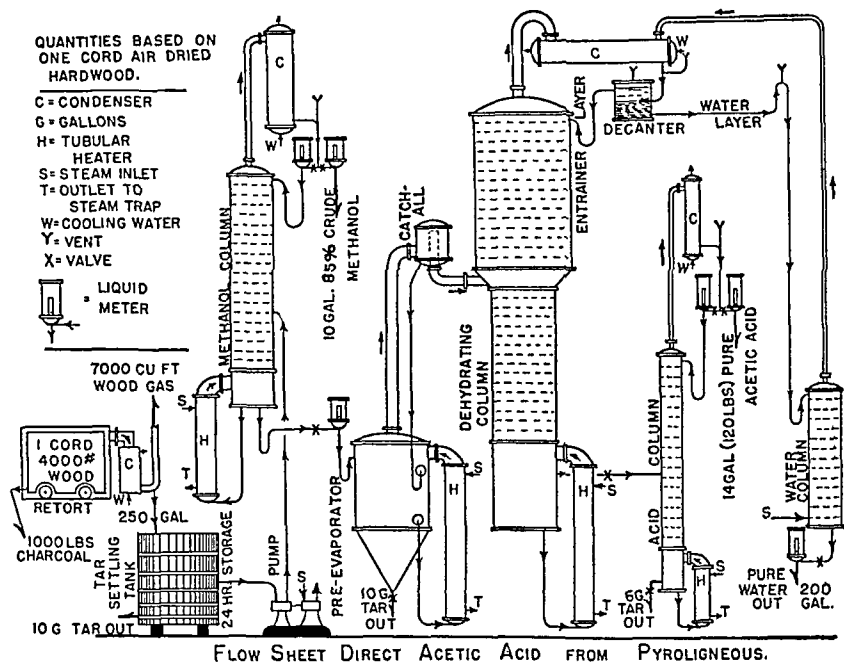 QUANTITIES BASED ON
ONE CORD AIR DRIED
HARDWOOD.
C = CONDENSER
G = GALLONS
H = TUBULAR
HEATER
S = STEAM INLET
T = OUTLET TO
STEAM TRAP
W = COOLING WATER
Y = VENT
X = VALVE
= LIQUID
METER
7000 CU FT
WOOD GAS
1 CORD
4000#
WOOD
RETORT
C
W
1000 LBS
CHARCOAL
250 GAL
TAR
SETTLING
TANK
24 HR. STORAGE
10 G TAR OUT
PUMP
S
METHANOL COLUMN
C
W
10 GAL. 85% CRUDE
METHANOL
S
H
T
CATCH-
ALL
PRE-EVAPORATOR
10 G
TAR
OUT
H
S
T
DEHYDRATING
COLUMN
ENTRAINER
LAYER
C
W
DECANTER
WATER
LAYER
H
S
T
ACID
COLUMN
C
W
14 GAL (120 LBS) PURE
ACETIC ACID
6G
TAR
OUT
H
S
T
WATER
COLUMN
S
PURE
WATER
OUT
200
GAL.
FLOW SHEET DIRECT ACETIC ACID FROM PYROLIGNEOUS.